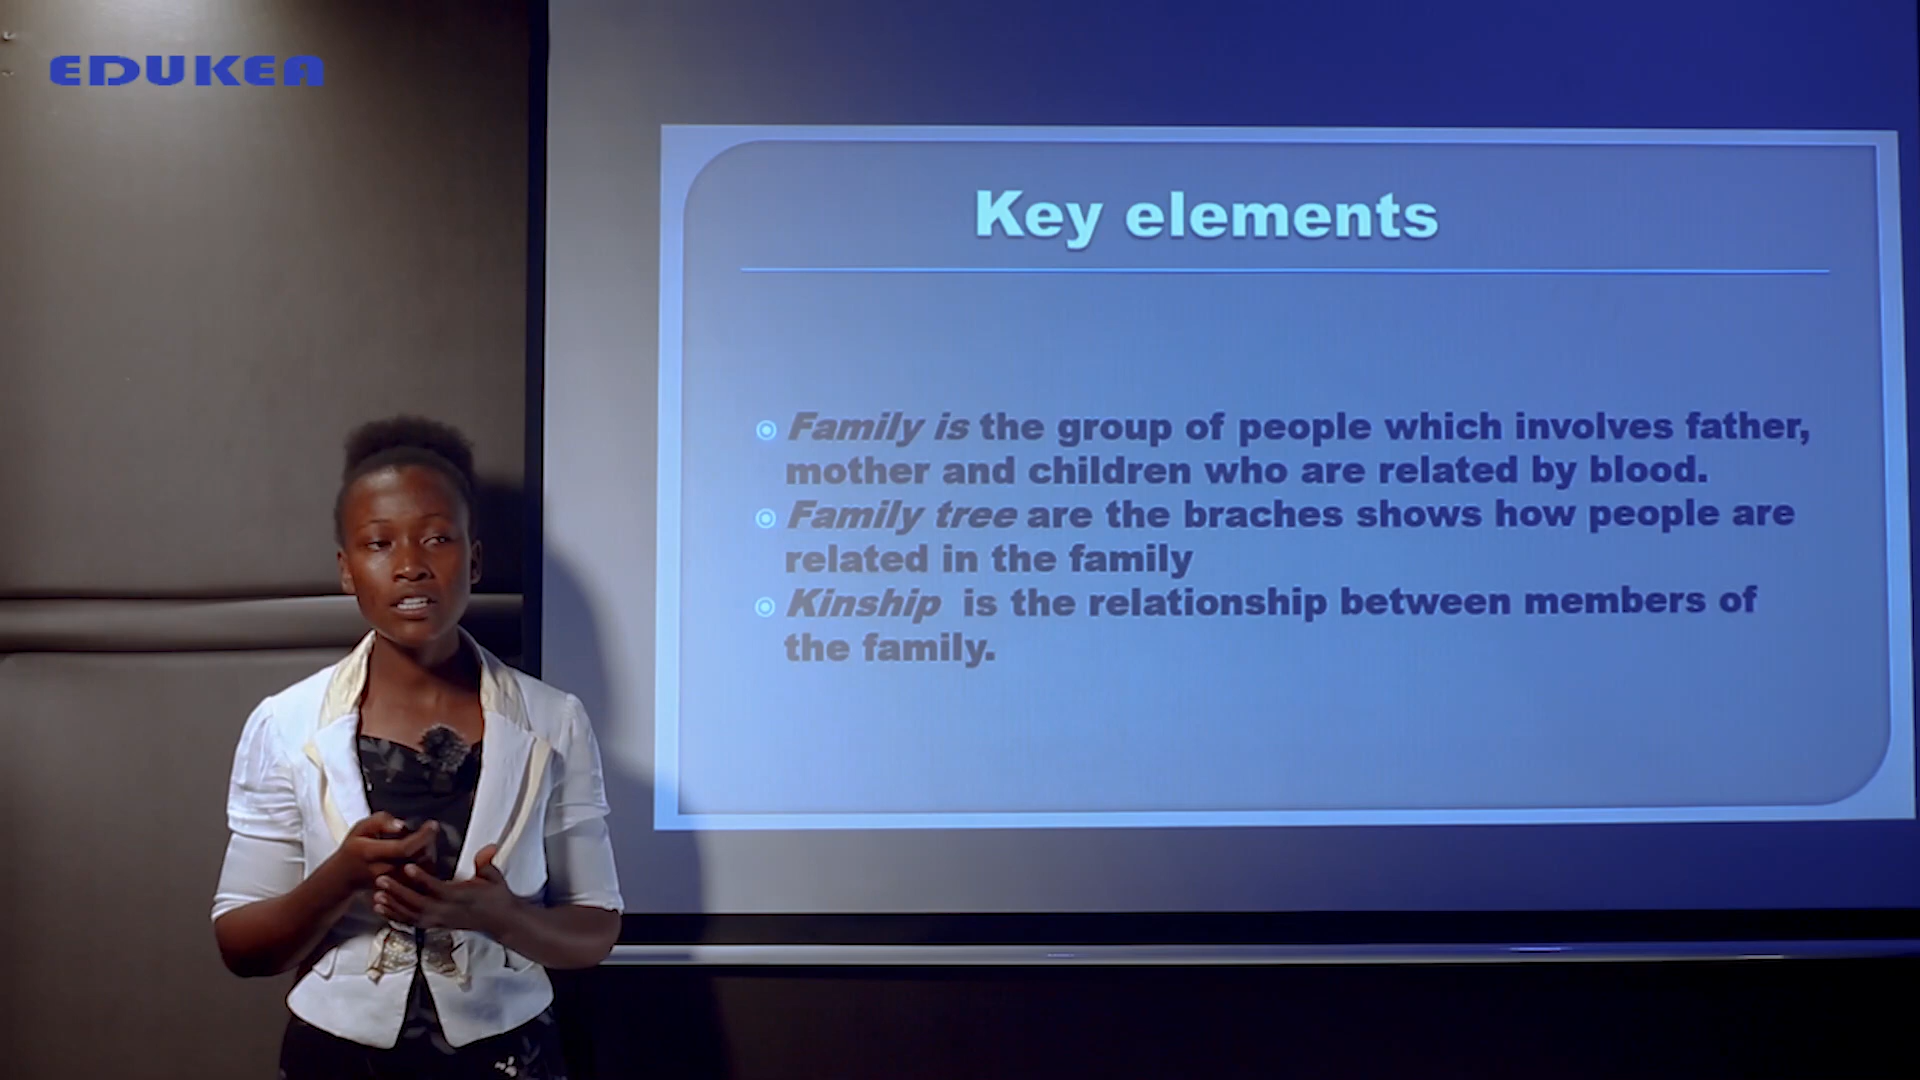 EDUKEA
Key elements
Family is the group of people which involves father,
mother and children who are related by blood.
Family tree are the braches shows how people are
related in the family
Kinship is the relationship between members of
the family.